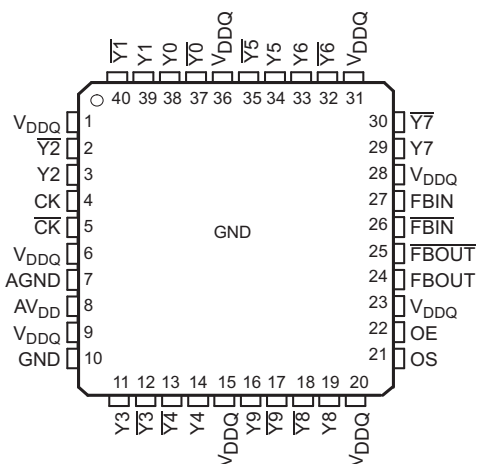 Y1 Y1 Y0 Y0 VDDQ Y5 Y5 Y6 Y6 VDDQ
40 39 38 37 36 35 34 33 32 31
VDDQ 1
Y2 2
Y2 3
CK 4
CK 5
VDDQ 6
AGND 7
AVDD 8
VDDQ 9
GND 10
GND
30 Y7
29 Y7
28 VDDQ
27 FBIN
26 FBIN
25 FBOUT
24 FBOUT
23 VDDQ
22 OE
21 OS
11 12 13 14 15 16 17 18 19 20
Y3 Y3 Y4 Y4 VDDQ Y9 Y9 Y8 Y8 VDDQ